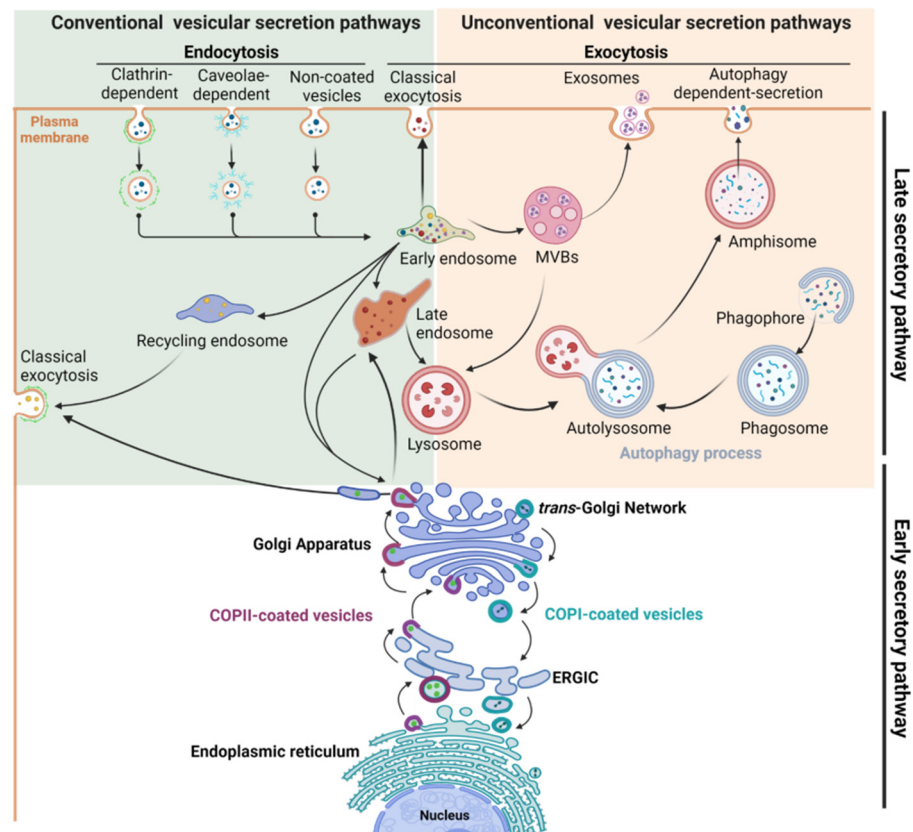 Conventional vesicular secretion pathways
Unconventional vesicular secretion pathways
Endocytosis
Exocytosis
Clathrin-
dependent
Caveolae-
dependent
Non-coated
vesicles
Classical
exocytosis
Exosomes
Autophagy
dependent-secretion
Plasma
membrane
Early endosome
MVBs
Amphisome
Recycling endosome
Late
endosome
Phagophore
Classical
exocytosis
Lysosome
Autolysosome
Phagosome
Autophagy process
Late secretory pathway
trans-Golgi Network
Golgi Apparatus
COPII-coated vesicles
COPI-coated vesicles
ERGIC
Endoplasmic reticulum
Nucleus
Early secretory pathway